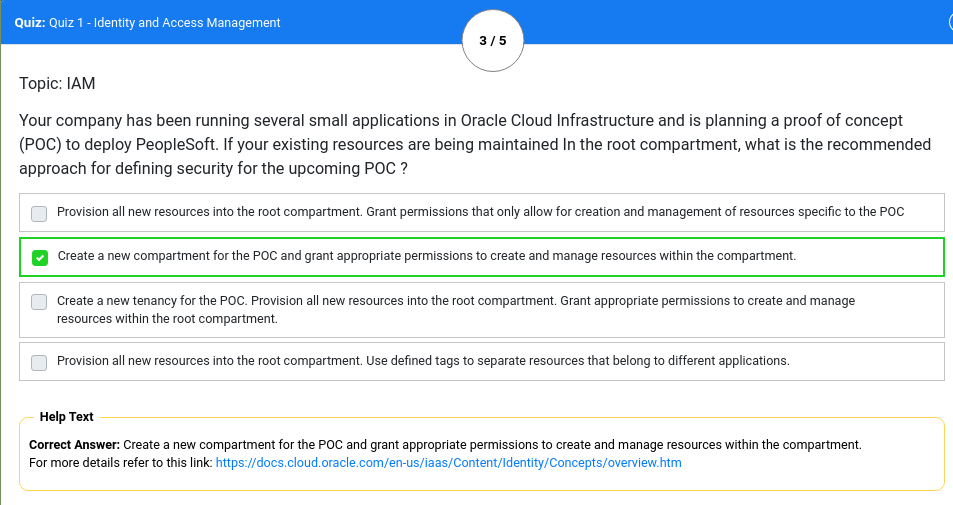 Quiz: Quiz 1 - Identity and Access Management
3 / 5
Topic: IAM
Your company has been running several small applications in Oracle Cloud Infrastructure and is planning a proof of concept
(POC) to deploy PeopleSoft. If your existing resources are being maintained In the root compartment, what is the recommended
approach for defining security for the upcoming POC ?
Provision all new resources into the root compartment. Grant permissions that only allow for creation and management of resources specific to the POC
Create a new compartment for the POC and grant appropriate permissions to create and manage resources within the compartment.
Create a new tenancy for the POC. Provision all new resources into the root compartment. Grant appropriate permissions to create and manage
resources within the root compartment.
Provision all new resources into the root compartment. Use defined tags to separate resources that belong to different applications.
Help Text
Correct Answer: Create a new compartment for the POC and grant appropriate permissions to create and manage resources within the compartment.
For more details refer to this link: https://docs.cloud.oracle.com/en-us/iaas/Content/Identity/Concepts/overview.htm